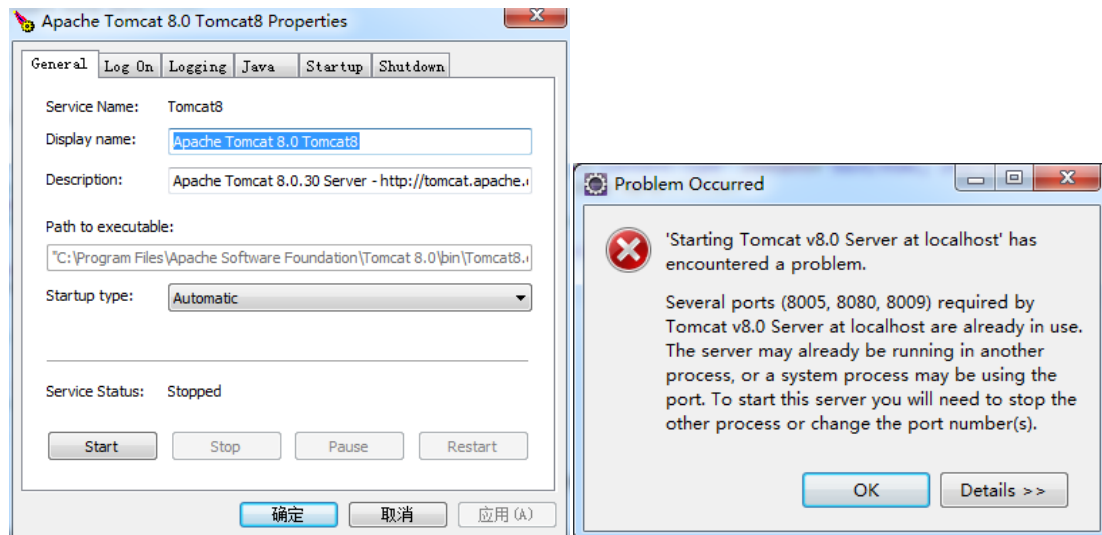 Apache Tomcat 8.0 Tomcat8 Properties
General Log On Logging Java Startup Shutdown
Service Name: Tomcat8
Display name: Apache Tomcat 8.0 Tomcat8
Description: Apache Tomcat 8.0.30 Server - http://tomcat.apache.
Path to executable:
"C:\Program Files\Apache Software Foundation\Tomcat 8.0\bin\Tomcat8.
Startup type: Automatic
Service Status: Stopped
Start Stop Pause Restart
确定 取消 应用(A)
Problem Occurred
'Starting Tomcat v8.0 Server at localhost' has
encountered a problem.
Several ports (8005, 8080, 8009) required by
Tomcat v8.0 Server at localhost are already in use.
The server may already be running in another
process, or a system process may be using the
port. To start this server you will need to stop the
other process or change the port number(s).
OK Details >>